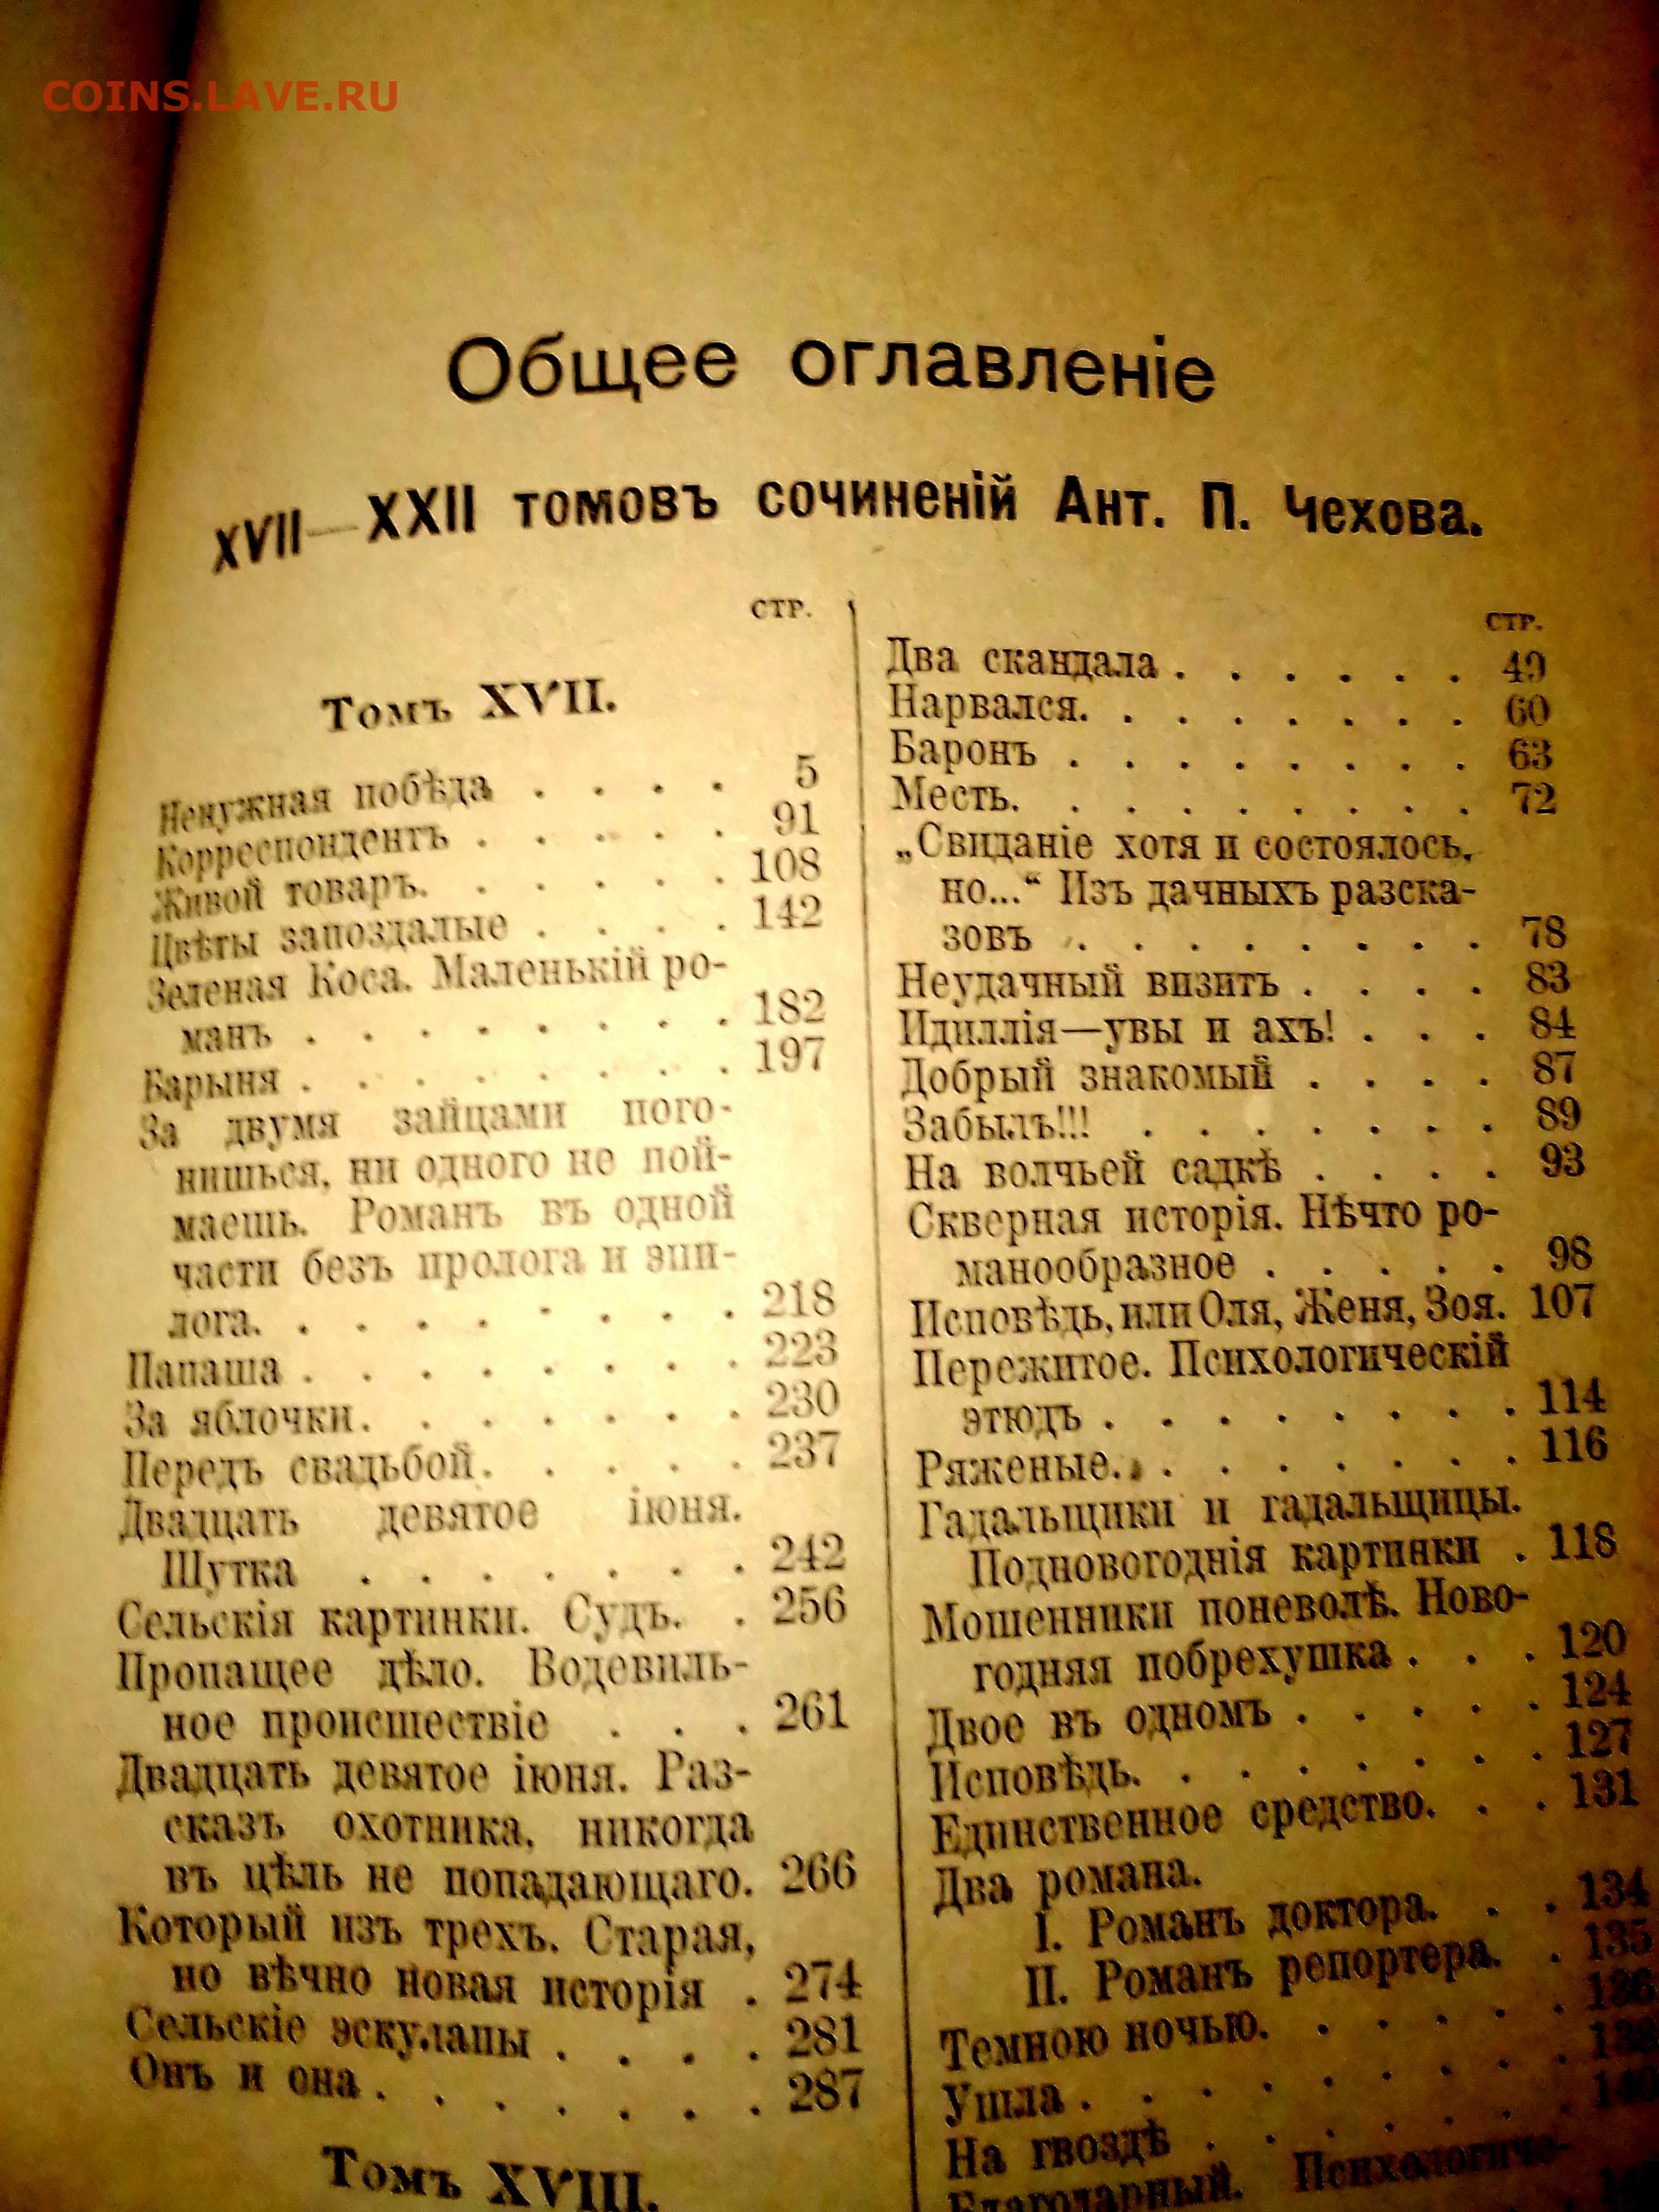 COINS.LAVE.RU
Общее оглавленіе
XVII—XXII томовъ сочиненій Ант. П. Чехова.
СТР.
Томъ XVII.
Ненужная побѣда . . . . 5
Корреспондентъ . . . . . 91
Живой товаръ. . . . . . 108
Цвѣты запоздалые . . . . 142
Зеленая Коса. Маленькій ро-
манъ . . . . . . . . 182
Барыня . . . . . . . . 197
За двумя зайцами пого-
нишься, ни одного не пой-
маешь. Романъ въ одной
части безъ пролога и эпи-
лога. . . . . . . . . 218
Папаша . . . . . . . . 223
За яблочки. . . . . . . 230
Передъ свадьбой. . . . . 237
Двадцать девятое іюня.
Шутка . . . . . . . 242
Сельскія картинки. Судъ. . 256
Пропащее дѣло. Водевиль-
ное происшествіе . . . 261
Двадцать девятое іюня. Раз-
сказъ охотника, никогда
въ цѣль не попадающаго. 266
Который изъ трехъ. Старая,
но вѣчно новая исторія . 274
Сельскіе эскулапы . . . . 281
Онъ и она . . . . . . . 287
Томъ XVIII.
СТР.
Два скандала . . . . . . 49
Нарвался. . . . . . . . 60
Баронъ . . . . . . . . 63
Месть. . . . . . . . . 72
„Свиданіе хотя и состоялось,
но...“ Изъ дачныхъ разска-
зовъ . . . . . . . . 78
Неудачный визитъ . . . . 83
Идиллія—увы и ахъ! . . . 84
Добрый знакомый . . . . 87
Забылъ!!! . . . . . . . 89
На волчьей садкѣ . . . . 93
Скверная исторія. Нѣчто ро-
манообразное . . . . . 98
Исповѣдь, или Оля, Женя, Зоя. 107
Пережитое. Психологическій
этюдъ . . . . . . . . 114
Ряженые. . . . . . . . 116
Гадальщики и гадальщицы.
Подновогоднія картинки . 118
Мошенники поневолѣ. Ново-
годняя побрехушка . . . 120
Двое въ одномъ . . . . . 124
Исповѣдь. . . . . . . . 127
Единственное средство. . . 131
Два романа.
I. Романъ доктора. . . 134
II. Романъ репортера. . 135
Темною ночью. . . . . . 136
Ушла . . . . . . . . . 138
На гвоздѣ . . . . . . . 140
Благодарный. Психологиче-